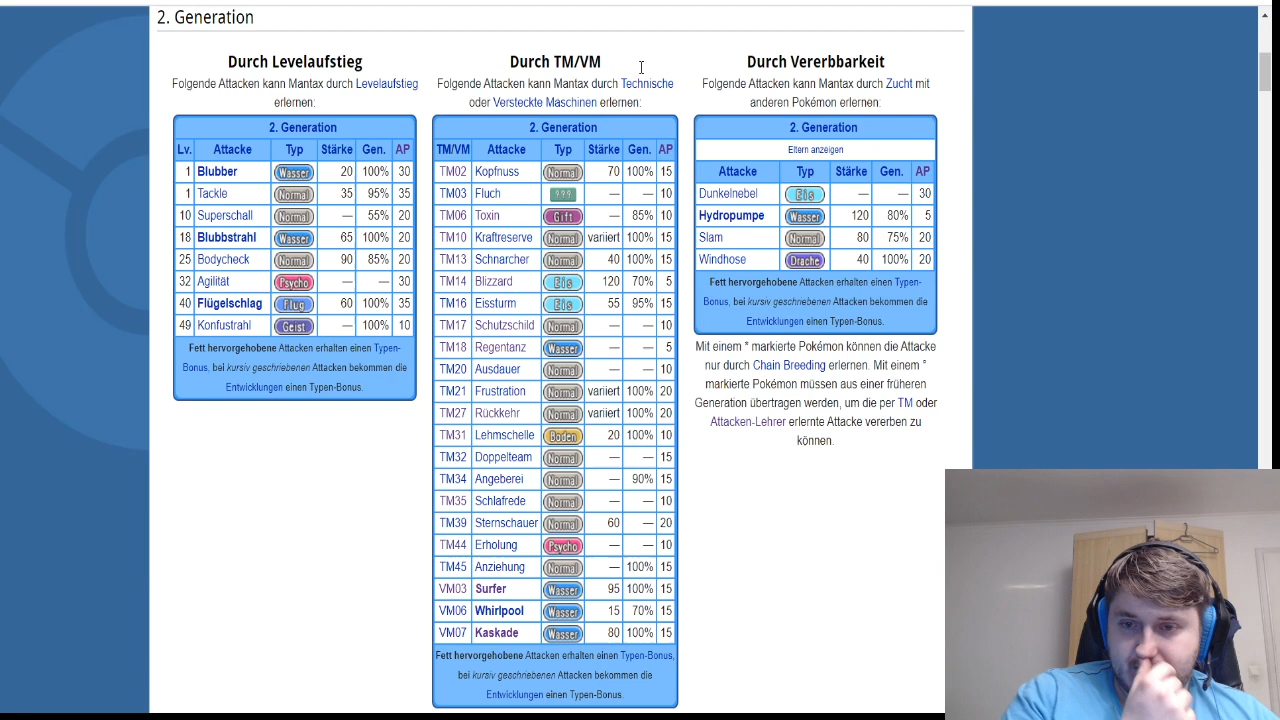 2. Generation
Durch Levelaufstieg
Folgende Attacken kann Mantax durch Levelaufstieg
erlernen:
2. Generation
Lv. Attacke Typ Stärke Gen. AP
1 Blubber Wasser 20 100% 30
1 Tackle Normal 35 95% 35
10 Superschall Normal — 55% 20
18 Blubbstrahl Wasser 65 100% 20
25 Bodycheck Normal 90 85% 20
32 Agilität Psycho — — 30
40 Flügelschlag Flug 60 100% 35
49 Konfustrahl Geist — 100% 10
Fett hervorgehobene Attacken erhalten einen Typen-
Bonus, bei kursiv geschriebenen Attacken bekommen die
Entwicklungen einen Typen-Bonus.
Durch TM/VM
Folgende Attacken kann Mantax durch Technische
oder Versteckte Maschinen erlernen:
2. Generation
TM/VM Attacke Typ Stärke Gen. AP
TM02 Kopfnuss Normal 70 100% 15
TM03 Fluch ??? — — 10
TM06 Toxin Gift — 85% 10
TM10 Kraftreserve Normal variiert 100% 15
TM13 Schnarcher Normal 40 100% 15
TM14 Blizzard Eis 120 70% 5
TM16 Eissturm Eis 55 95% 15
TM17 Schutzschild Normal — — 10
TM18 Regentanz Wasser — — 5
TM20 Ausdauer Normal — — 10
TM21 Frustration Normal variiert 100% 20
TM27 Rückkehr Normal variiert 100% 20
TM31 Lehmschelle Boden 20 100% 10
TM32 Doppelteam Normal — — 15
TM34 Angeberei Normal — 90% 15
TM35 Schlafrede Normal — — 10
TM39 Sternschauer Normal 60 — 20
TM44 Erholung Psycho — — 10
TM45 Anziehung Normal — 100% 15
VM03 Surfer Wasser 95 100% 15
VM06 Whirlpool Wasser 15 70% 15
VM07 Kaskade Wasser 80 100% 15
Fett hervorgehobene Attacken erhalten einen Typen-Bonus,
bei kursiv geschriebenen Attacken bekommen die
Entwicklungen einen Typen-Bonus.
Durch Vererbbarkeit
Folgende Attacken kann Mantax durch Zucht mit
anderen Pokémon erlernen:
2. Generation
Eltern anzeigen
Attacke Typ Stärke Gen. AP
Dunkelnebel Eis — — 30
Hydropumpe Wasser 120 80% 5
Slam Normal 80 75% 20
Windhose Drache 40 100% 20
Fett hervorgehobene Attacken erhalten einen Typen-
Bonus, bei kursiv geschriebenen Attacken bekommen die
Entwicklungen einen Typen-Bonus.
Mit einem * markierte Pokémon können die Attacke
nur durch Chain Breeding erlernen. Mit einem °
markierte Pokémon müssen aus einer früheren
Generation übertragen werden, um die per TM oder
Attacken-Lehrer erlernte Attacke vererben zu
können.